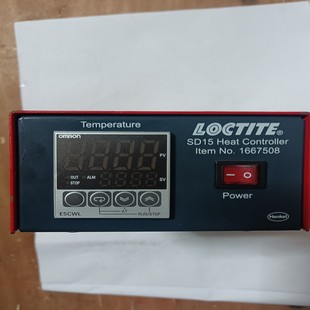 Temperature
omron
PV
OUT ALM
STOP
SV
E5CWL
RUN/STOP
LOCTITE®
SD15 Heat Controller
Item No. 1667508
Power
Henkel